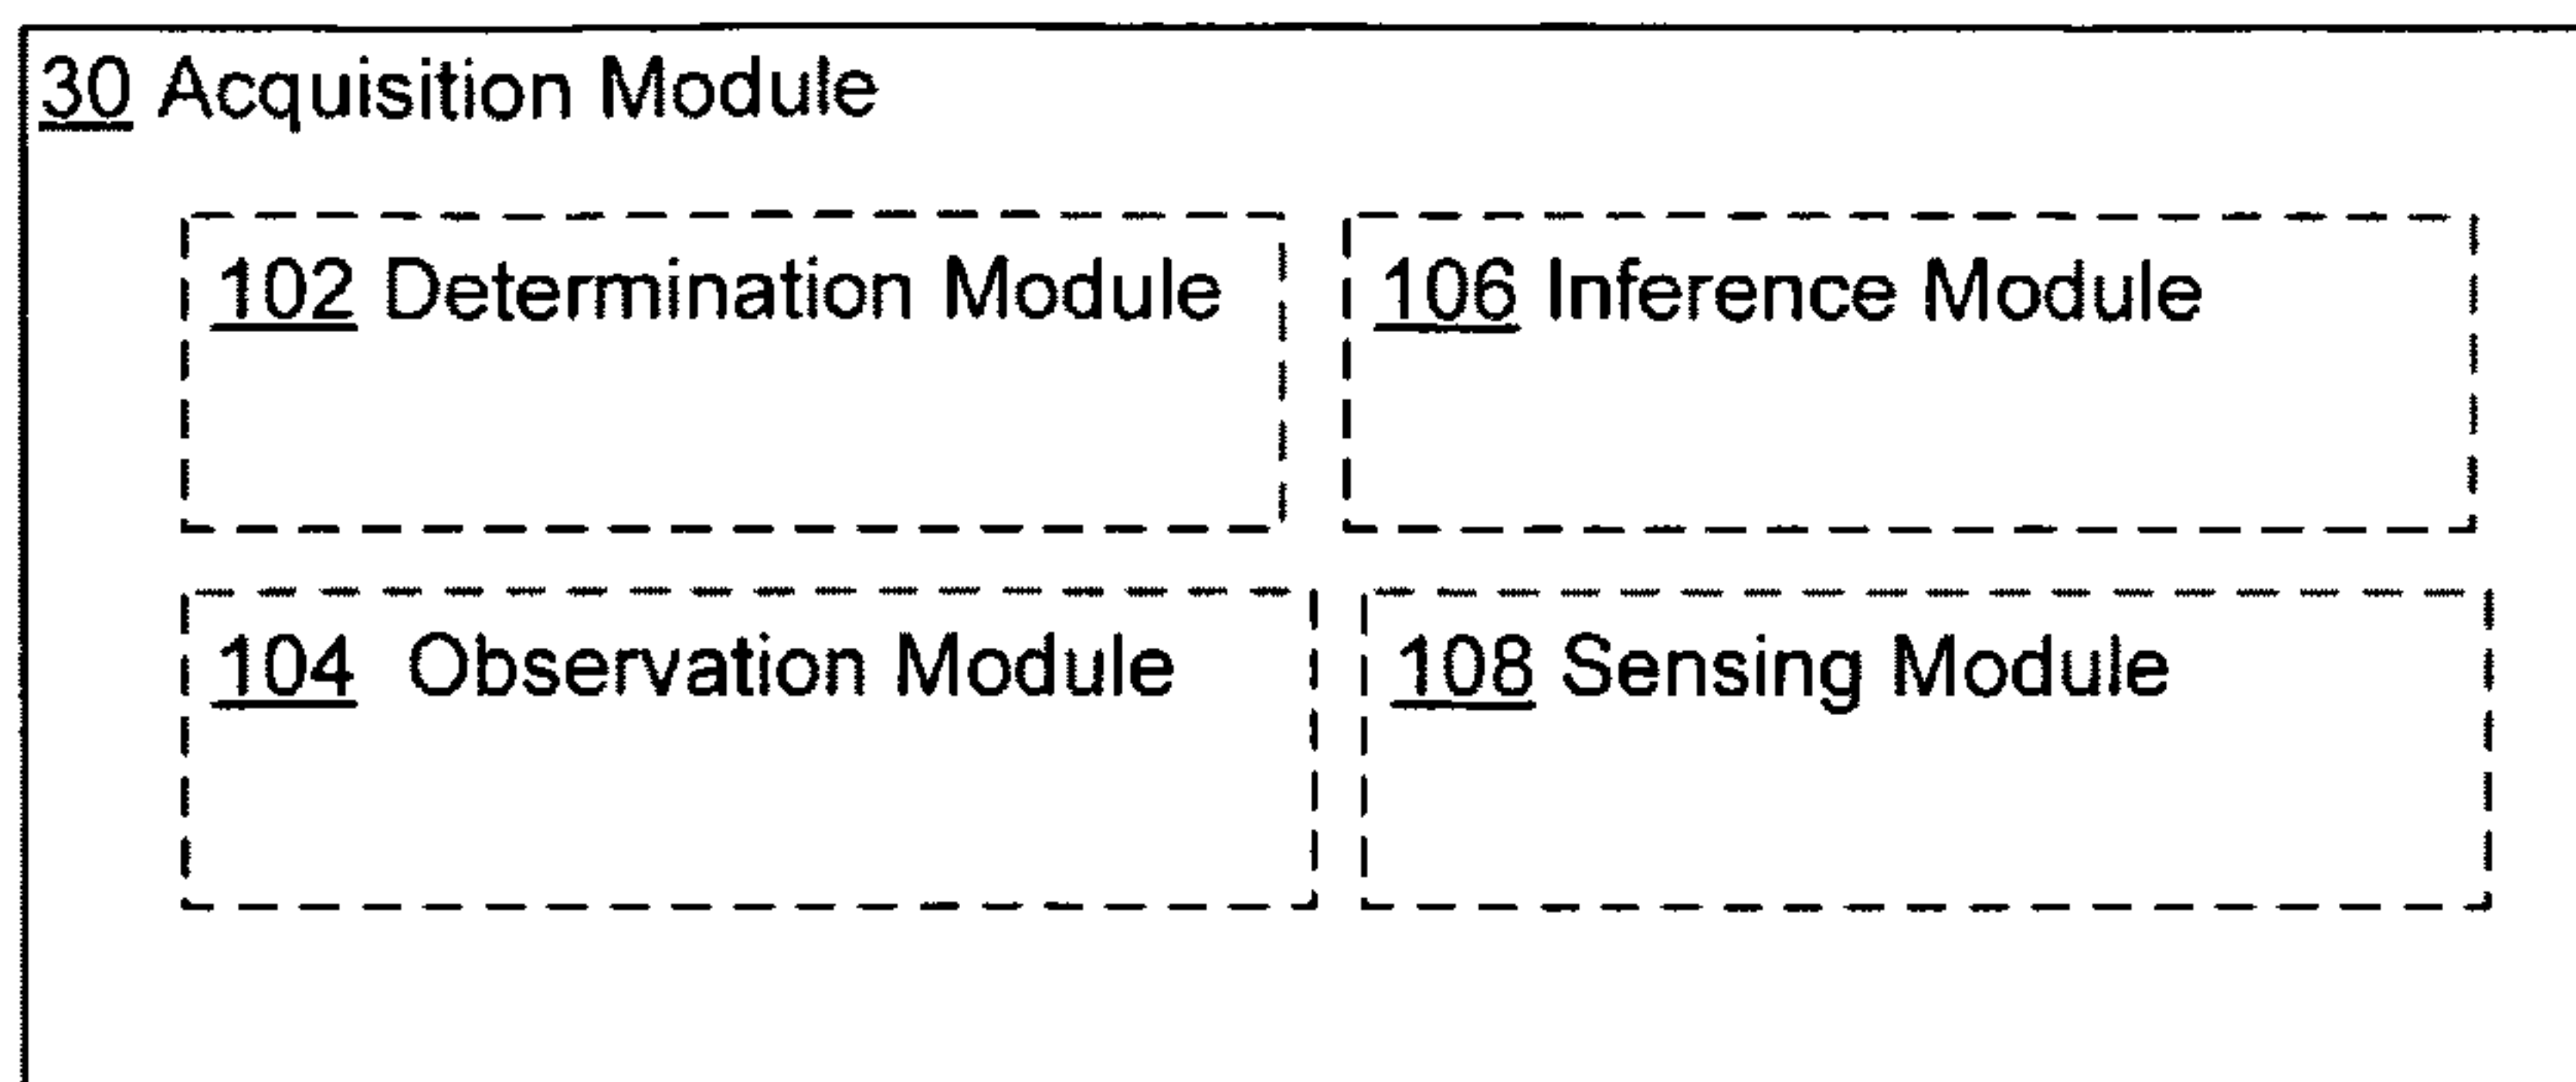 30 Acquisition Module
102 Determination Module
106 Inference Module
104 Observation Module
108 Sensing Module